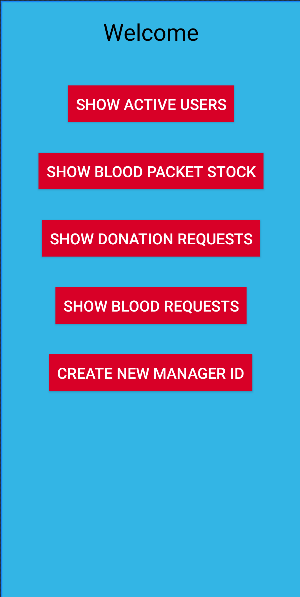 Welcome
SHOW ACTIVE USERS
SHOW BLOOD PACKET STOCK
SHOW DONATION REQUESTS
SHOW BLOOD REQUESTS
CREATE NEW MANAGER ID